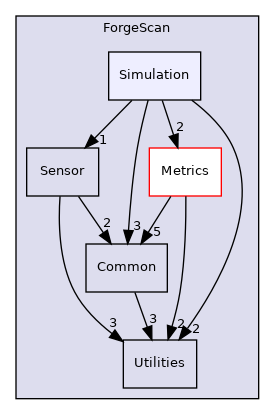 ForgeScan
Simulation
1
2
Sensor
Metrics
2
3
5
Common
3
3
2
2
Utilities